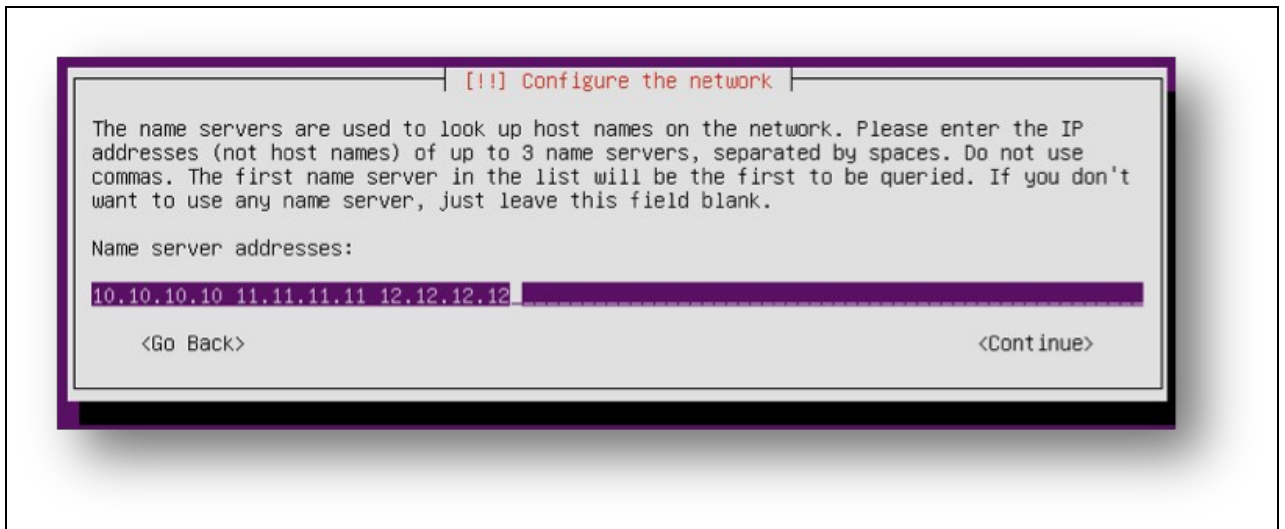 [!!] Configure the network
The name servers are used to look up host names on the network. Please enter the IP
addresses (not host names) of up to 3 name servers, separated by spaces. Do not use
commas. The first name server in the list will be the first to be queried. If you don't
want to use any name server, just leave this field blank.
Name server addresses:
10.10.10.10 11.11.11.11 12.12.12.12
<Go Back> <Continue>